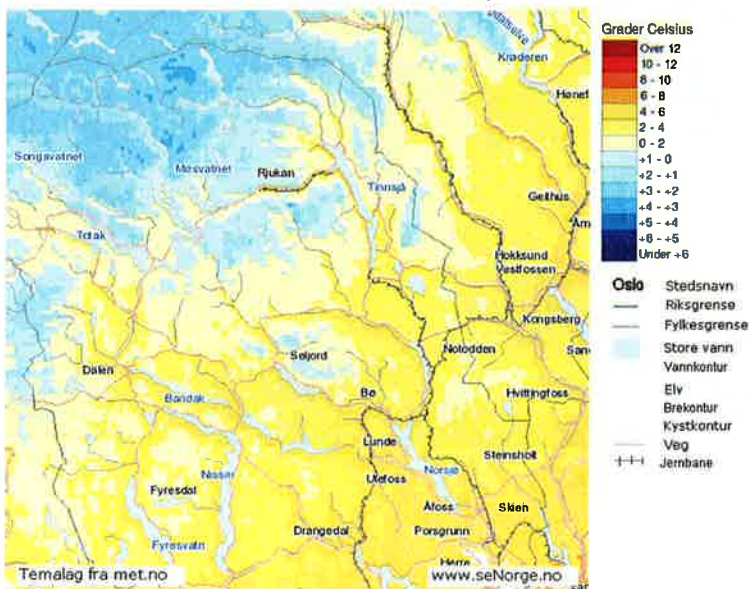 Grader Celsius
Over 12
10 - 12
8 - 10
6 - 8
4 - 6
2 - 4
0 - 2
+1 - 0
+2 - +1
+3 - +2
+4 - +3
+5 - +4
+6 - +5
Under +6
Oslo Stedsnavn
Riksgrense
Fylkesgrense
Store vann
Vannkontur
Elv
Brekontur
Kystkontur
Veg
Jernbane
Krøderen
Hønef
Songavatnet
Møsvatnet
Rjukan
Tinnsjå
Geithus
Åm
Totak
Hokksund
Vestfossen
Kongsberg
San
Notodden
Seljord
Dalen
Bandak
Bø
Hvittingfoss
Lunde
Steinsholt
Nisser
Norsjø
Ulefoss
Fyresdal
Åfoss
Skien
Drangedal
Porsgrunn
Fyresvatn
Herre
Temalag fra met.no
www.seNorge.no